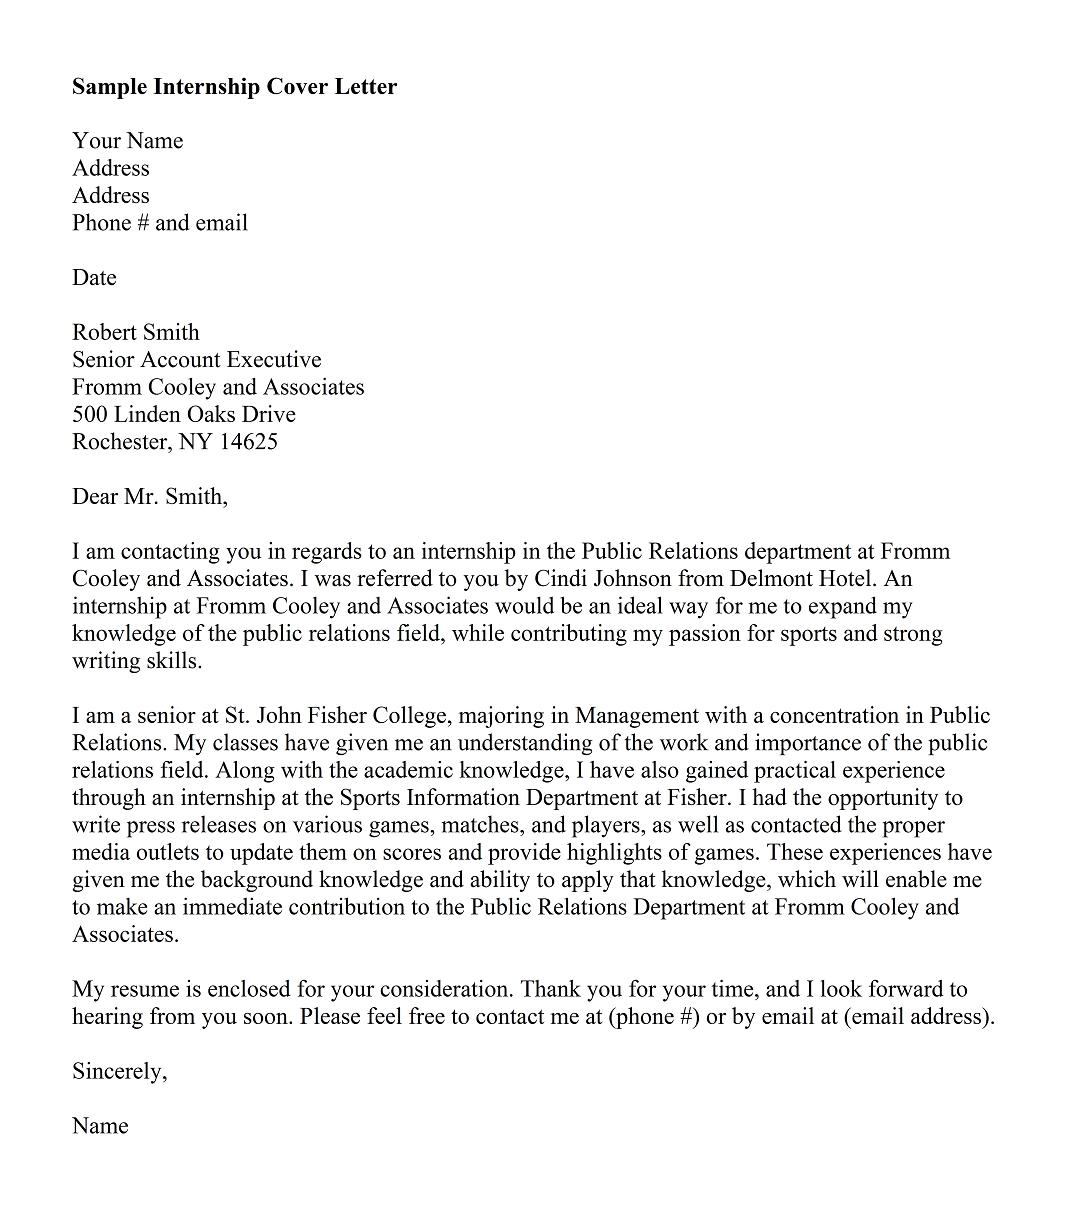 Sample Internship Cover Letter
Your Name
Address
Address
Phone # and email
Date
Robert Smith
Senior Account Executive
Fromm Cooley and Associates
500 Linden Oaks Drive
Rochester, NY 14625
Dear Mr. Smith,
I am contacting you in regards to an internship in the Public Relations department at Fromm
Cooley and Associates. I was referred to you by Cindi Johnson from Delmont Hotel. An
internship at Fromm Cooley and Associates would be an ideal way for me to expand my
knowledge of the public relations field, while contributing my passion for sports and strong
writing skills.
I am a senior at St. John Fisher College, majoring in Management with a concentration in Public
Relations. My classes have given me an understanding of the work and importance of the public
relations field. Along with the academic knowledge, I have also gained practical experience
through an internship at the Sports Information Department at Fisher. I had the opportunity to
write press releases on various games, matches, and players, as well as contacted the proper
media outlets to update them on scores and provide highlights of games. These experiences have
given me the background knowledge and ability to apply that knowledge, which will enable me
to make an immediate contribution to the Public Relations Department at Fromm Cooley and
Associates.
My resume is enclosed for your consideration. Thank you for your time, and I look forward to
hearing from you soon. Please feel free to contact me at (phone #) or by email at (email address).
Sincerely,
Name